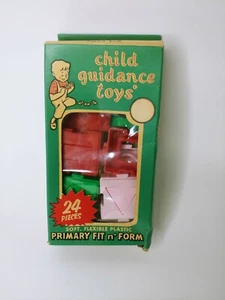 child
guidance
toys
24
PIECES
SOFT, FLEXIBLE PLASTIC
PRIMARY FIT n' FORM